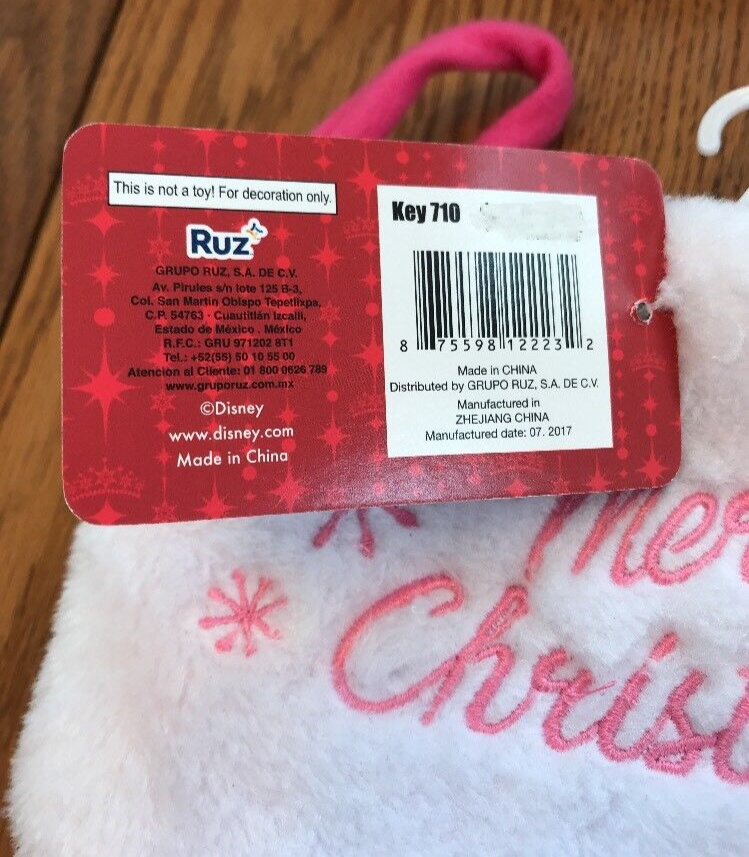 This is not a toy! For decoration only.
Ruz
GRUPO RUZ, S.A. DE C.V.
Av. Pirules s/n lote 125 B-3,
Col. San Martin Obispo Tepetlixpa,
C.P. 54763 · Cuautitlán Izcalli,
Estado de México . México
R.F.C.: GRU 971202 8T1
Tel.: +52(55) 50 10 55 00
Atencion al Cliente: 01 800 0626 789
www.gruporuz.com.mx
©Disney
www.disney.com
Made in China
Key 710
8 75598 12223 2
Made in CHINA
Distributed by GRUPO RUZ, S.A. DE C.V.
Manufactured in
ZHEJIANG CHINA
Manufactured date: 07. 2017
Mer
Christ